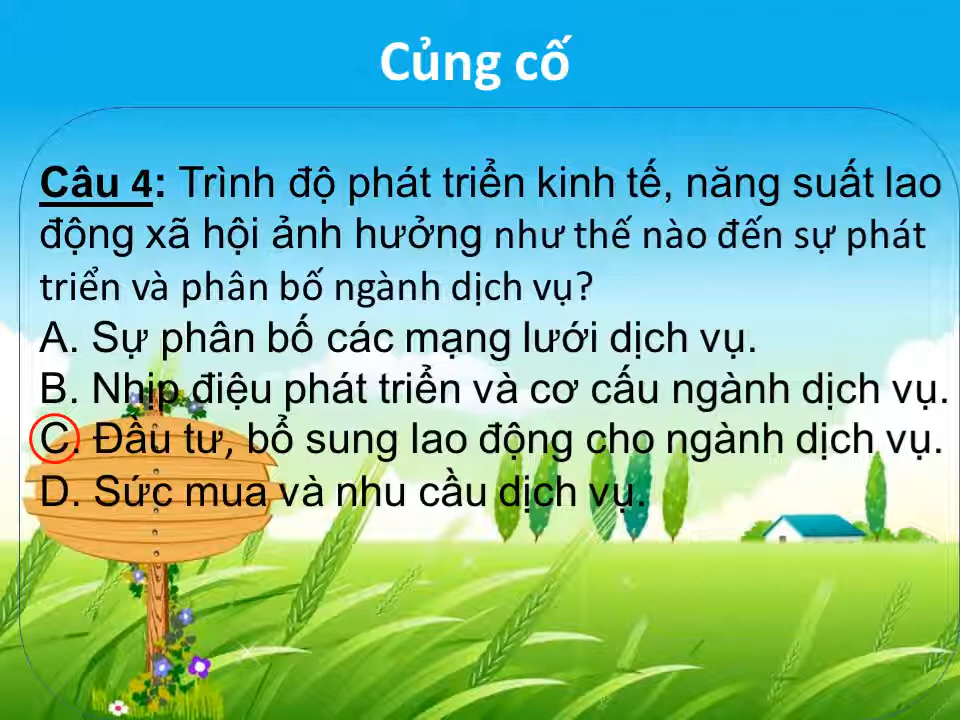 Củng cố
Câu 4: Trình độ phát triển kinh tế, năng suất lao
động xã hội ảnh hưởng như thế nào đến sự phát
triển và phân bố ngành dịch vụ?
A. Sự phân bố các mạng lưới dịch vụ.
B. Nhịp điệu phát triển và cơ cấu ngành dịch vụ.
C. Đầu tư, bổ sung lao động cho ngành dịch vụ.
D. Sức mua và nhu cầu dịch vụ.